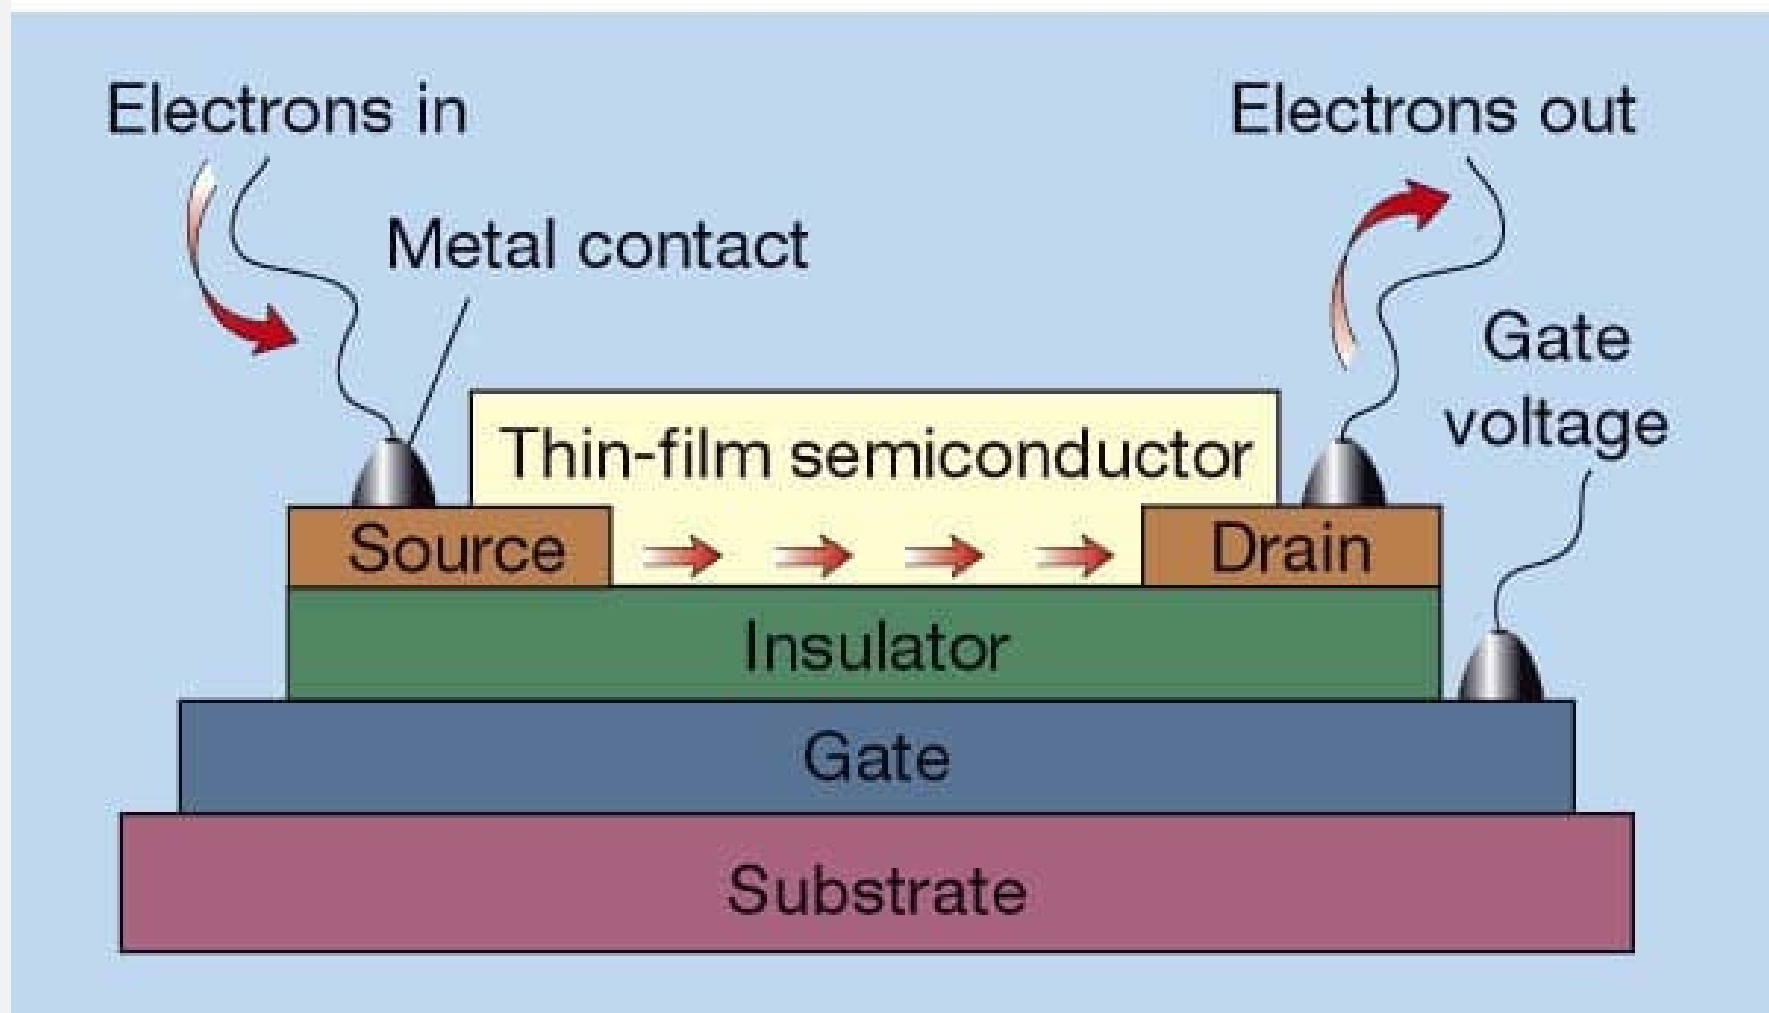 Electrons in
Electrons out
Metal contact
Gate
voltage
Thin-film semiconductor
Source
Drain
Insulator
Gate
Substrate